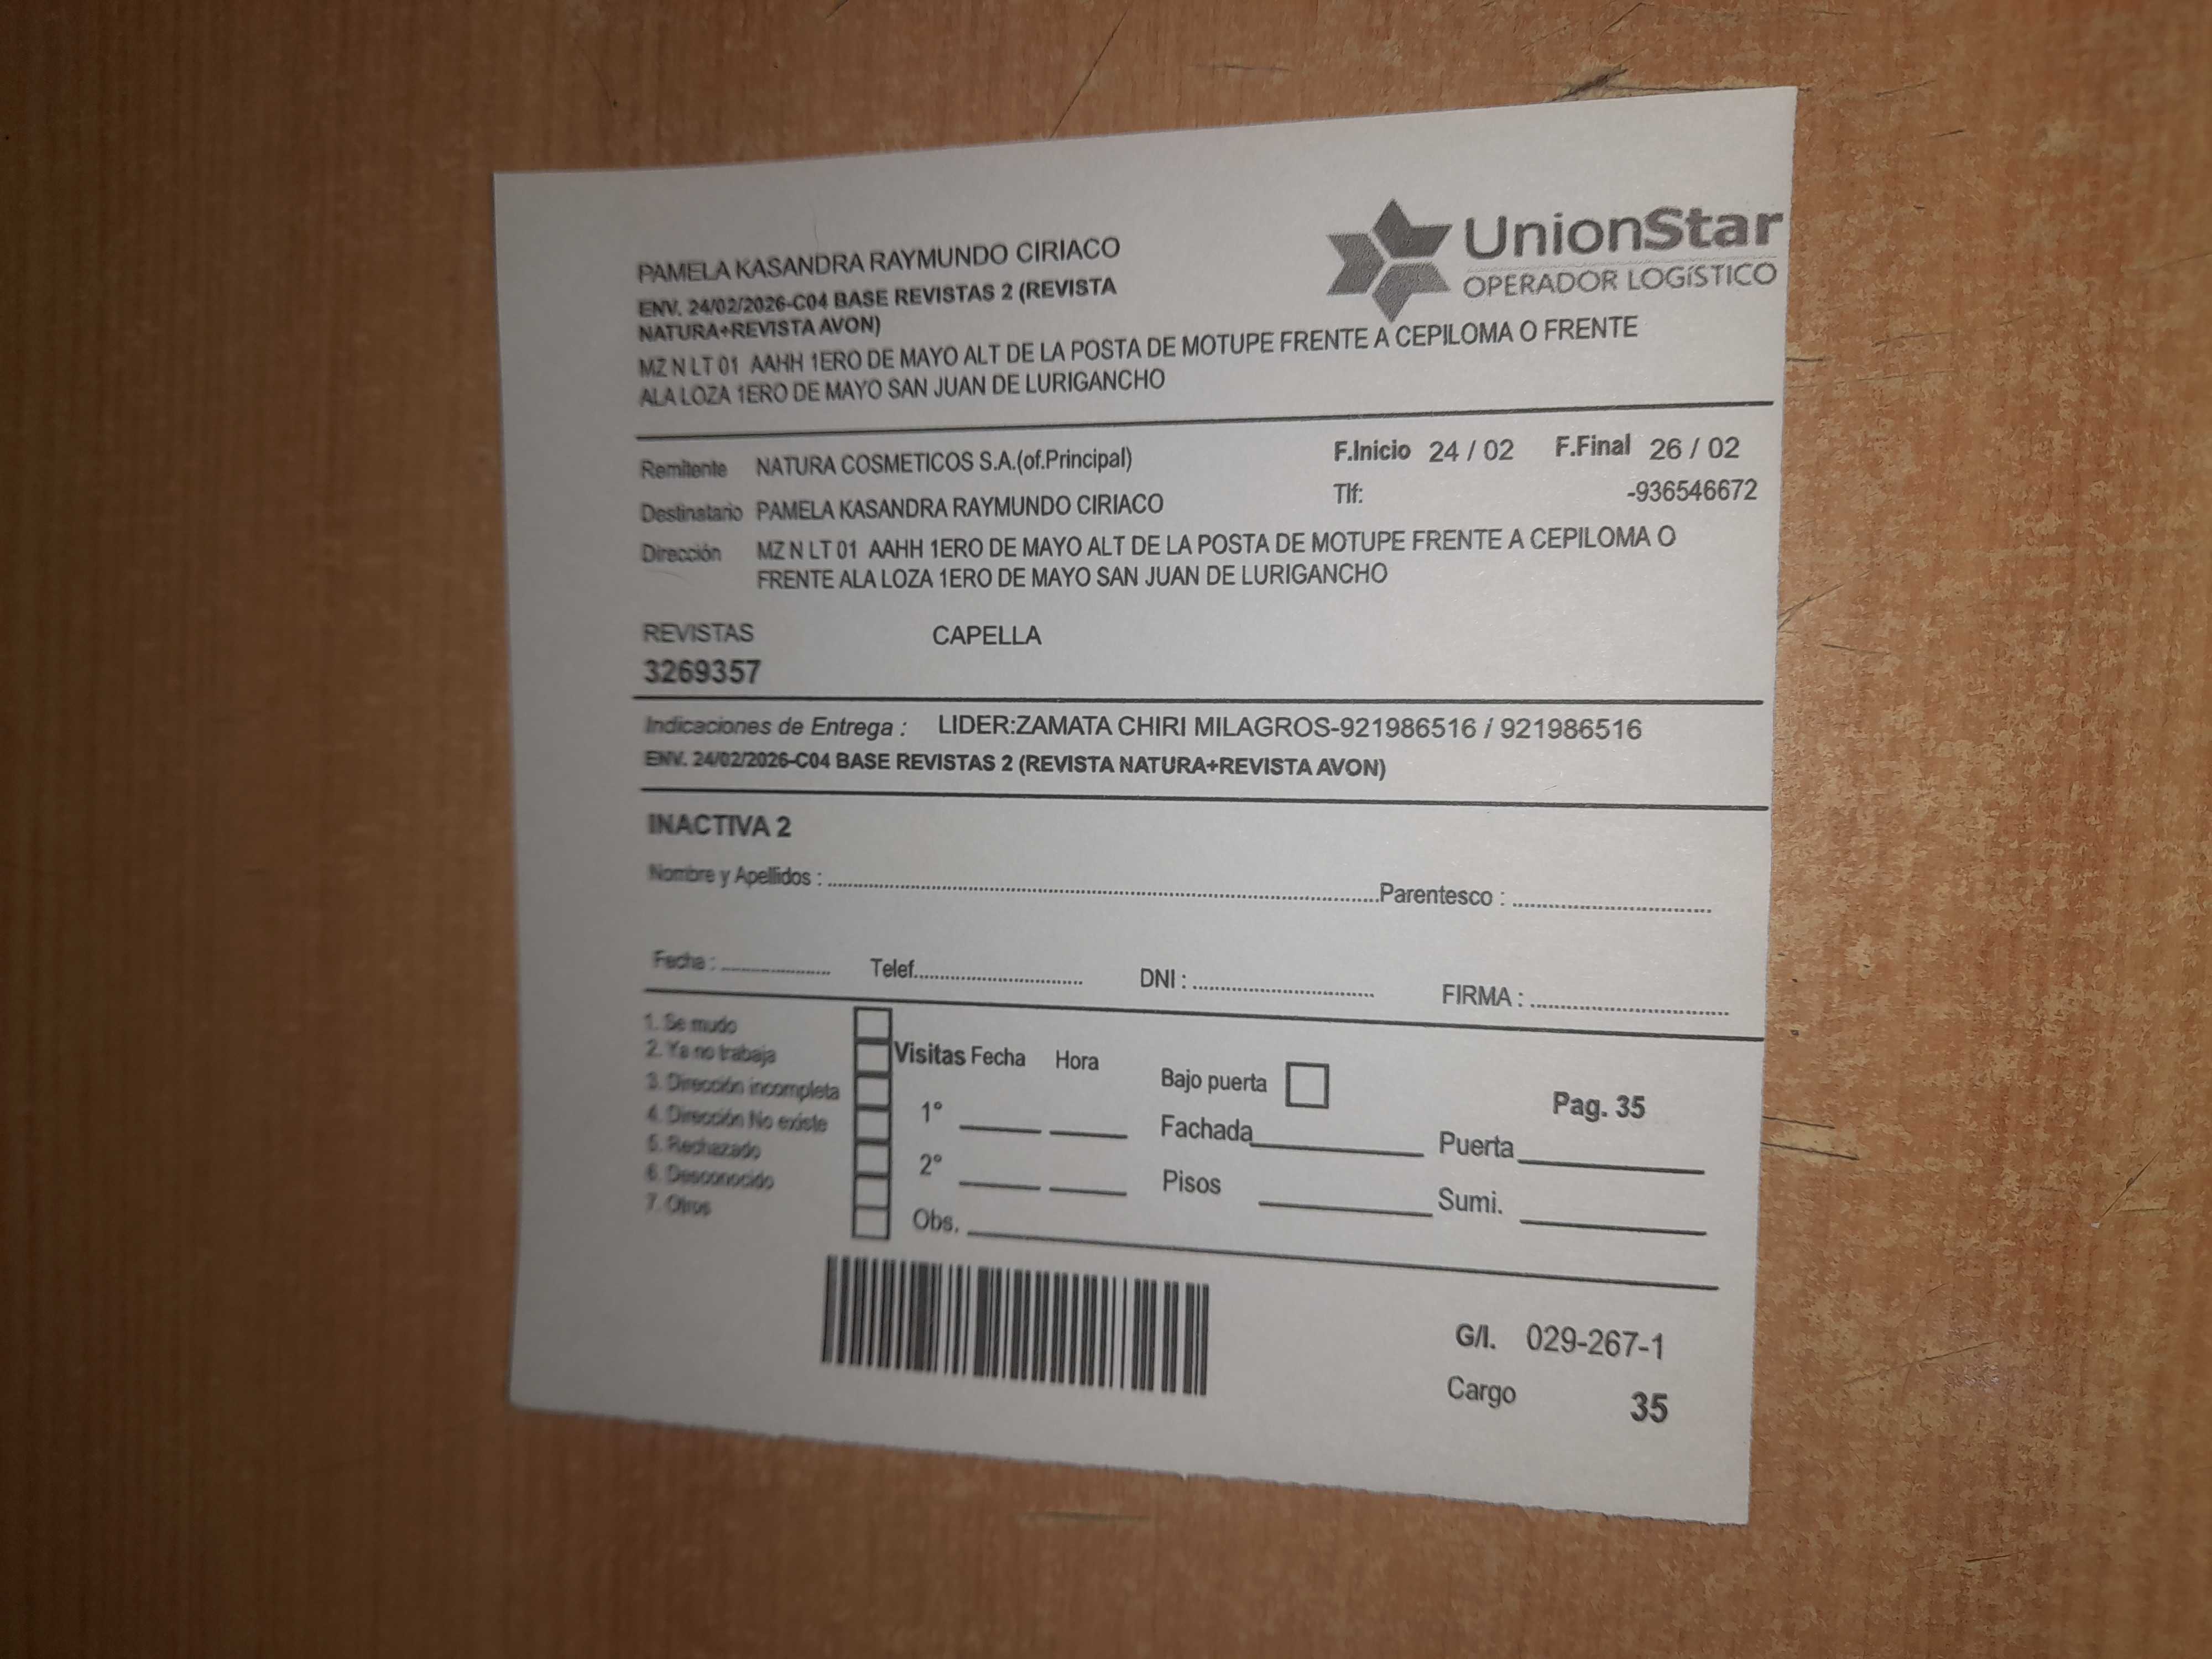 PAMELA KASANDRA RAYMUNDO CIRIACO
UnionStar
OPERADOR LOGÍSTICO
ENV. 24/02/2026-C04 BASE REVISTAS 2 (REVISTA
NATURA+REVISTA AVON)
MZ N LT 01 AAHH 1ERO DE MAYO ALT DE LA POSTA DE MOTUPE FRENTE A CEPILOMA O FRENTE
ALA LOZA 1ERO DE MAYO SAN JUAN DE LURIGANCHO
Remitente NATURA COSMETICOS S.A.(of.Principal) F.Inicio 24 / 02 F.Final 26 / 02
Destinatario PAMELA KASANDRA RAYMUNDO CIRIACO Tlf: -936546672
Dirección MZ N LT 01 AAHH 1ERO DE MAYO ALT DE LA POSTA DE MOTUPE FRENTE A CEPILOMA O
FRENTE ALA LOZA 1ERO DE MAYO SAN JUAN DE LURIGANCHO
REVISTAS CAPELLA
3269357
Indicaciones de Entrega : LIDER:ZAMATA CHIRI MILAGROS-921986516 / 921986516
ENV. 24/02/2026-C04 BASE REVISTAS 2 (REVISTA NATURA+REVISTA AVON)
INACTIVA 2
Nombre y Apellidos : Parentesco :
Fecha : Telef. DNI : FIRMA :
1. Se mudo
2. Ya no trabaja
3. Dirección incompleta
4. Dirección No existe
5. Rechazado
6. Desconocido
7. Otros
Visitas Fecha Hora
1°
2°
Obs.
Bajo puerta
Pag. 35
Fachada Puerta
Pisos Sumi.
G/I. 029-267-1
Cargo 35